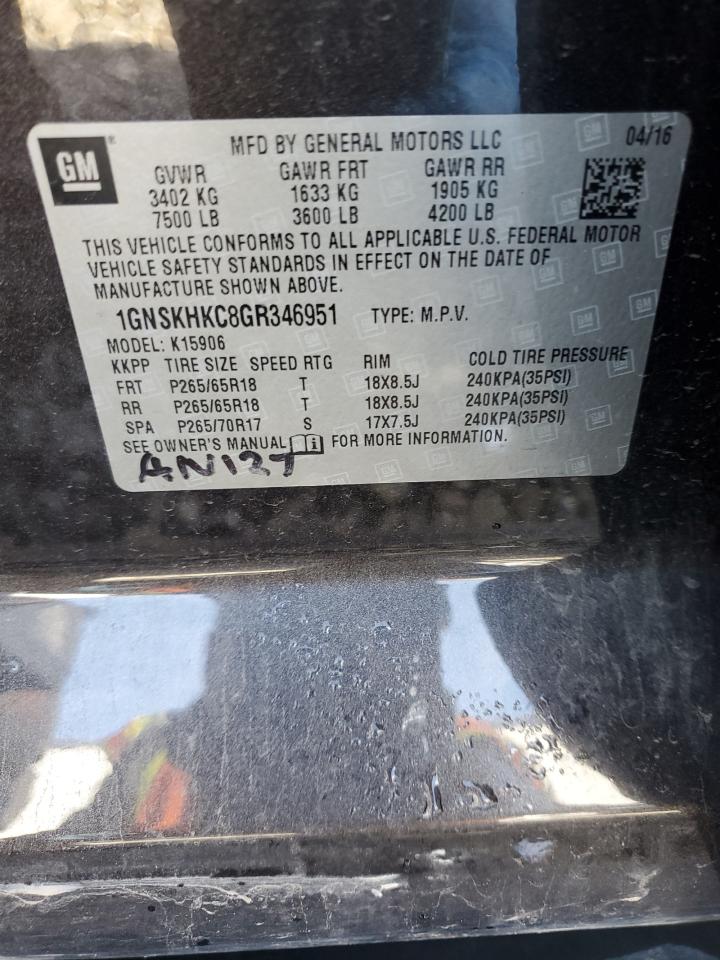 GM ® MFD BY GENERAL MOTORS LLC 04/16
GVWR GAWR FRT GAWR RR
3402 KG 1633 KG 1905 KG
7500 LB 3600 LB 4200 LB
THIS VEHICLE CONFORMS TO ALL APPLICABLE U.S. FEDERAL MOTOR
VEHICLE SAFETY STANDARDS IN EFFECT ON THE DATE OF
MANUFACTURE SHOWN ABOVE.
1GNSKHKC8GR346951 TYPE: M.P.V.
MODEL: K15906
KKPP TIRE SIZE SPEED RTG RIM COLD TIRE PRESSURE
FRT P265/65R18 T 18X8.5J 240KPA(35PSI)
RR P265/65R18 T 18X8.5J 240KPA(35PSI)
SPA P265/70R17 S 17X7.5J 240KPA(35PSI)
SEE OWNER'S MANUAL i FOR MORE INFORMATION.